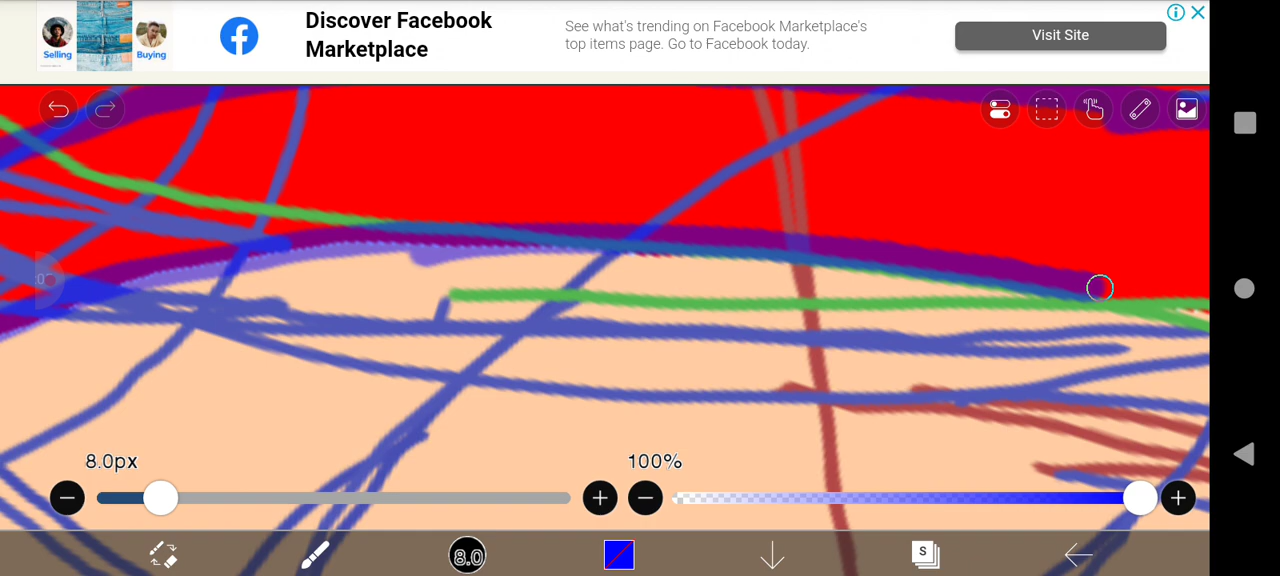 Selling
Buying
Discover Facebook
Marketplace
See what's trending on Facebook Marketplace's
top items page. Go to Facebook today.
Visit Site
8.0px
100%
8.0
S